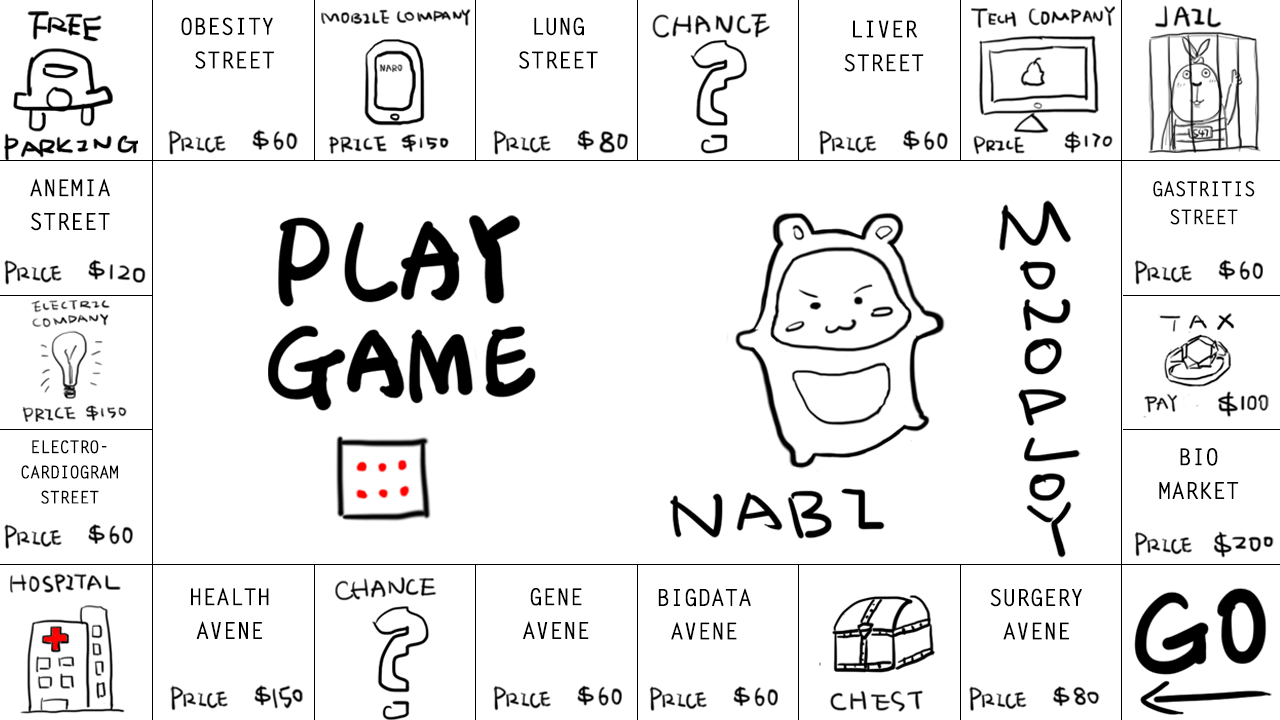 FREE
PARKING
OBESITY
STREET
PRICE $60
MOBILE COMPANY
NARO
PRICE $150
LUNG
STREET
PRICE $80
CHANCE
?
LIVER
STREET
PRICE $60
TECH COMPANY
PRICE $170
JAIL
547
ANEMIA
STREET
PRICE $120
ELECTRIC
COMPANY
PRICE $150
ELECTRO-
CARDIOGRAM
STREET
PRICE $60
PLAY
GAME
NABI
MONOPJOY
GASTRITIS
STREET
PRICE $60
TAX
PAY $100
BIO
MARKET
PRICE $200
HOSPITAL
HEALTH
AVENE
PRICE $150
CHANCE
?
GENE
AVENE
PRICE $60
BIGDATA
AVENE
PRICE $60
CHEST
SURGERY
AVENE
PRICE $80
GO